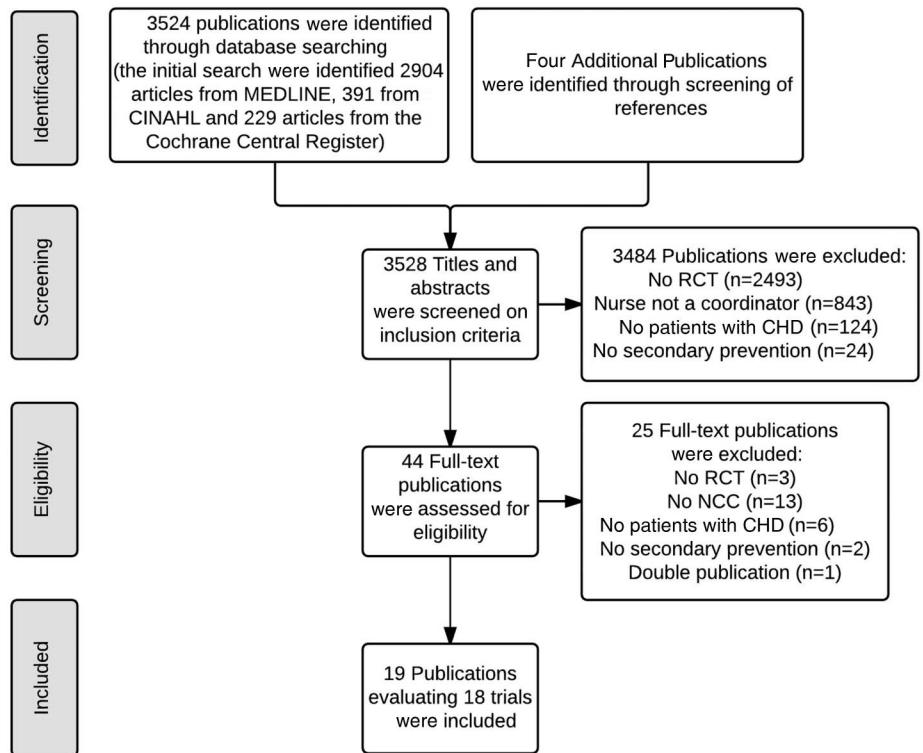 Identification
3524 publications were identified
through database searching
(the initial search were identified 2904
articles from MEDLINE, 391 from
CINAHL and 229 articles from the
Cochrane Central Register)
Four Additional Publications
were identified through screening of
references
Screening
3528 Titles and
abstracts
were screened on
inclusion criteria
3484 Publications were excluded:
No RCT (n=2493)
Nurse not a coordinator (n=843)
No patients with CHD (n=124)
No secondary prevention (n=24)
Eligibility
44 Full-text
publications
were assessed for
eligibility
25 Full-text publications
were excluded:
No RCT (n=3)
No NCC (n=13)
No patients with CHD (n=6)
No secondary prevention (n=2)
Double publication (n=1)
Included
19 Publications
evaluating 18 trials
were included